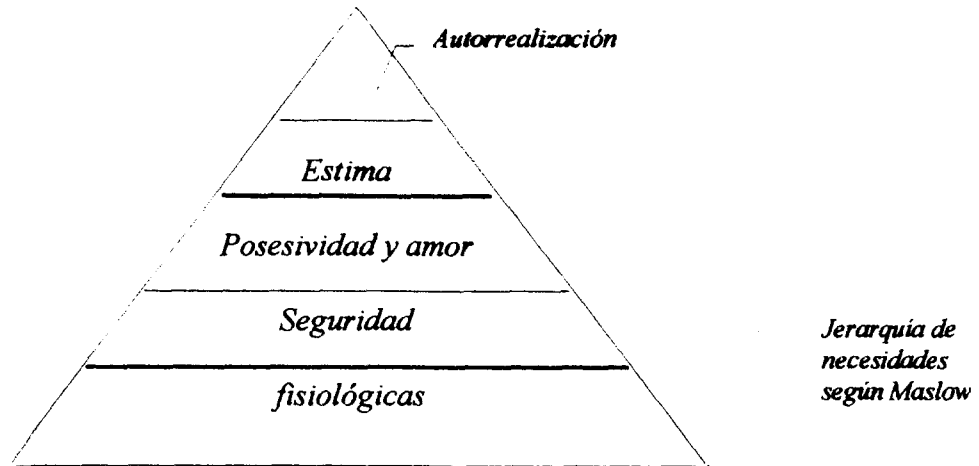 Autorrealización
Estima
Posesividad y amor
Seguridad
fisiológicas
Jerarquía de
necesidades
según Maslow